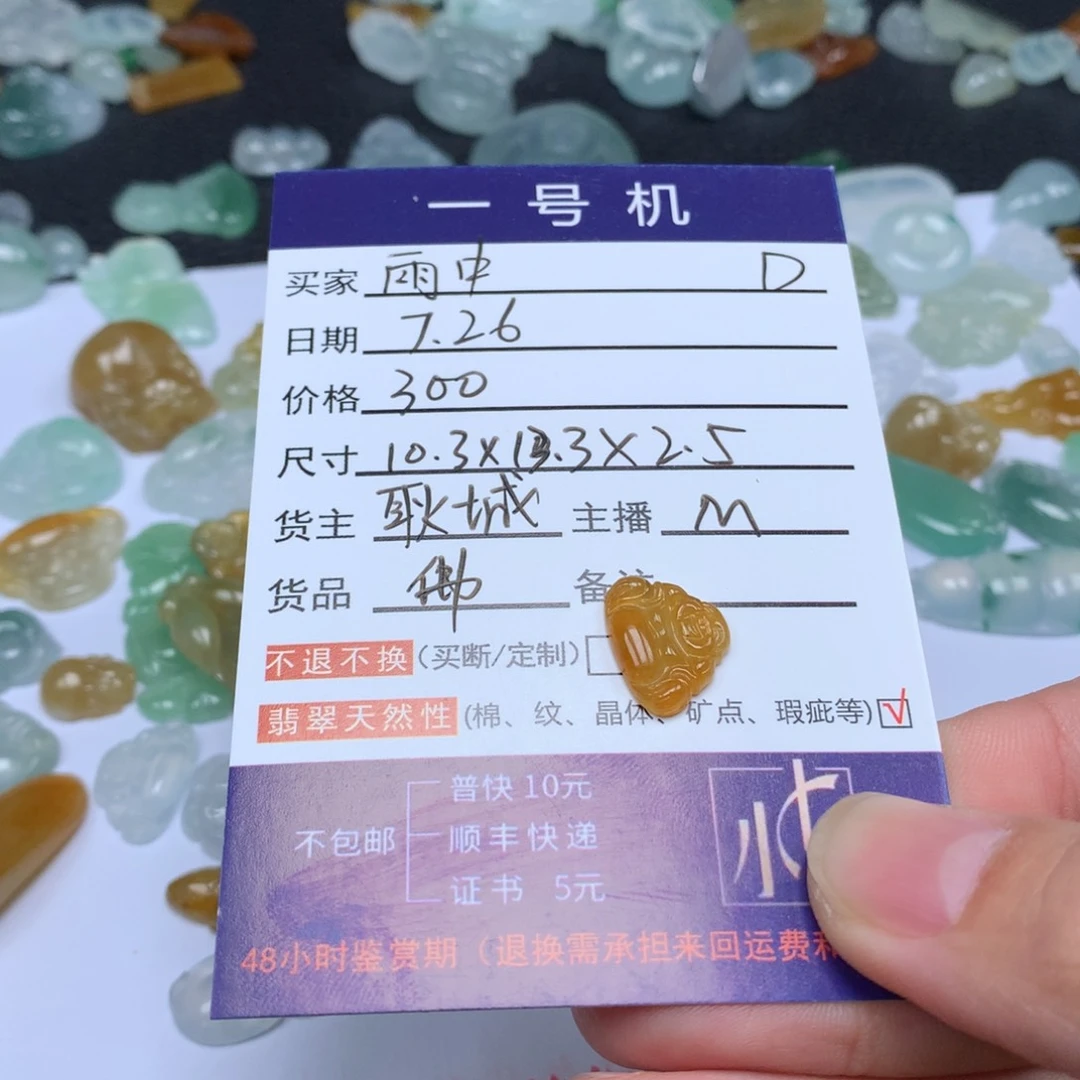 一号机
买家 雨中 D
日期 7.26
价格 300
尺寸 10.3X13.3X2.5
货主 耿城 主播 M
货品 佛 备注
不退不换(买断/定制)
翡翠天然性(棉、纹、晶体、矿点、瑕疵等)√
普快10元
不包邮 顺丰快递
证书 5元
48小时鉴赏期(退换需承担来回运费和